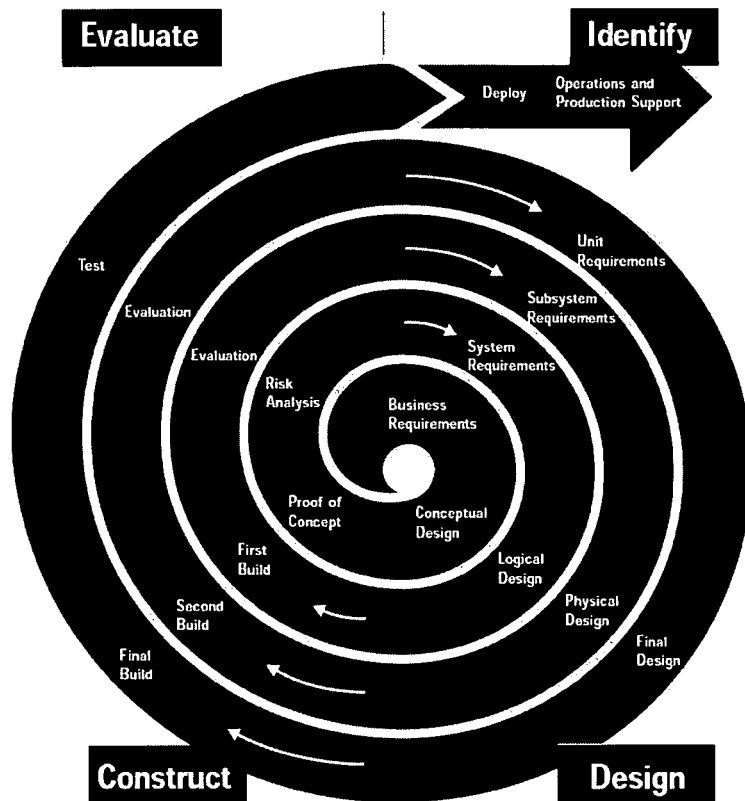 Evaluate
Identify
Deploy
Operations and
Production Support
Unit
Requirements
Test
Subsystem
Requirements
Evaluation
System
Requirements
Evaluation
Risk
Analysis
Business
Requirements
Proof of
Concept
Conceptual
Design
First
Build
Logical
Design
Second
Build
Physical
Design
Final
Build
Final
Design
Construct
Design